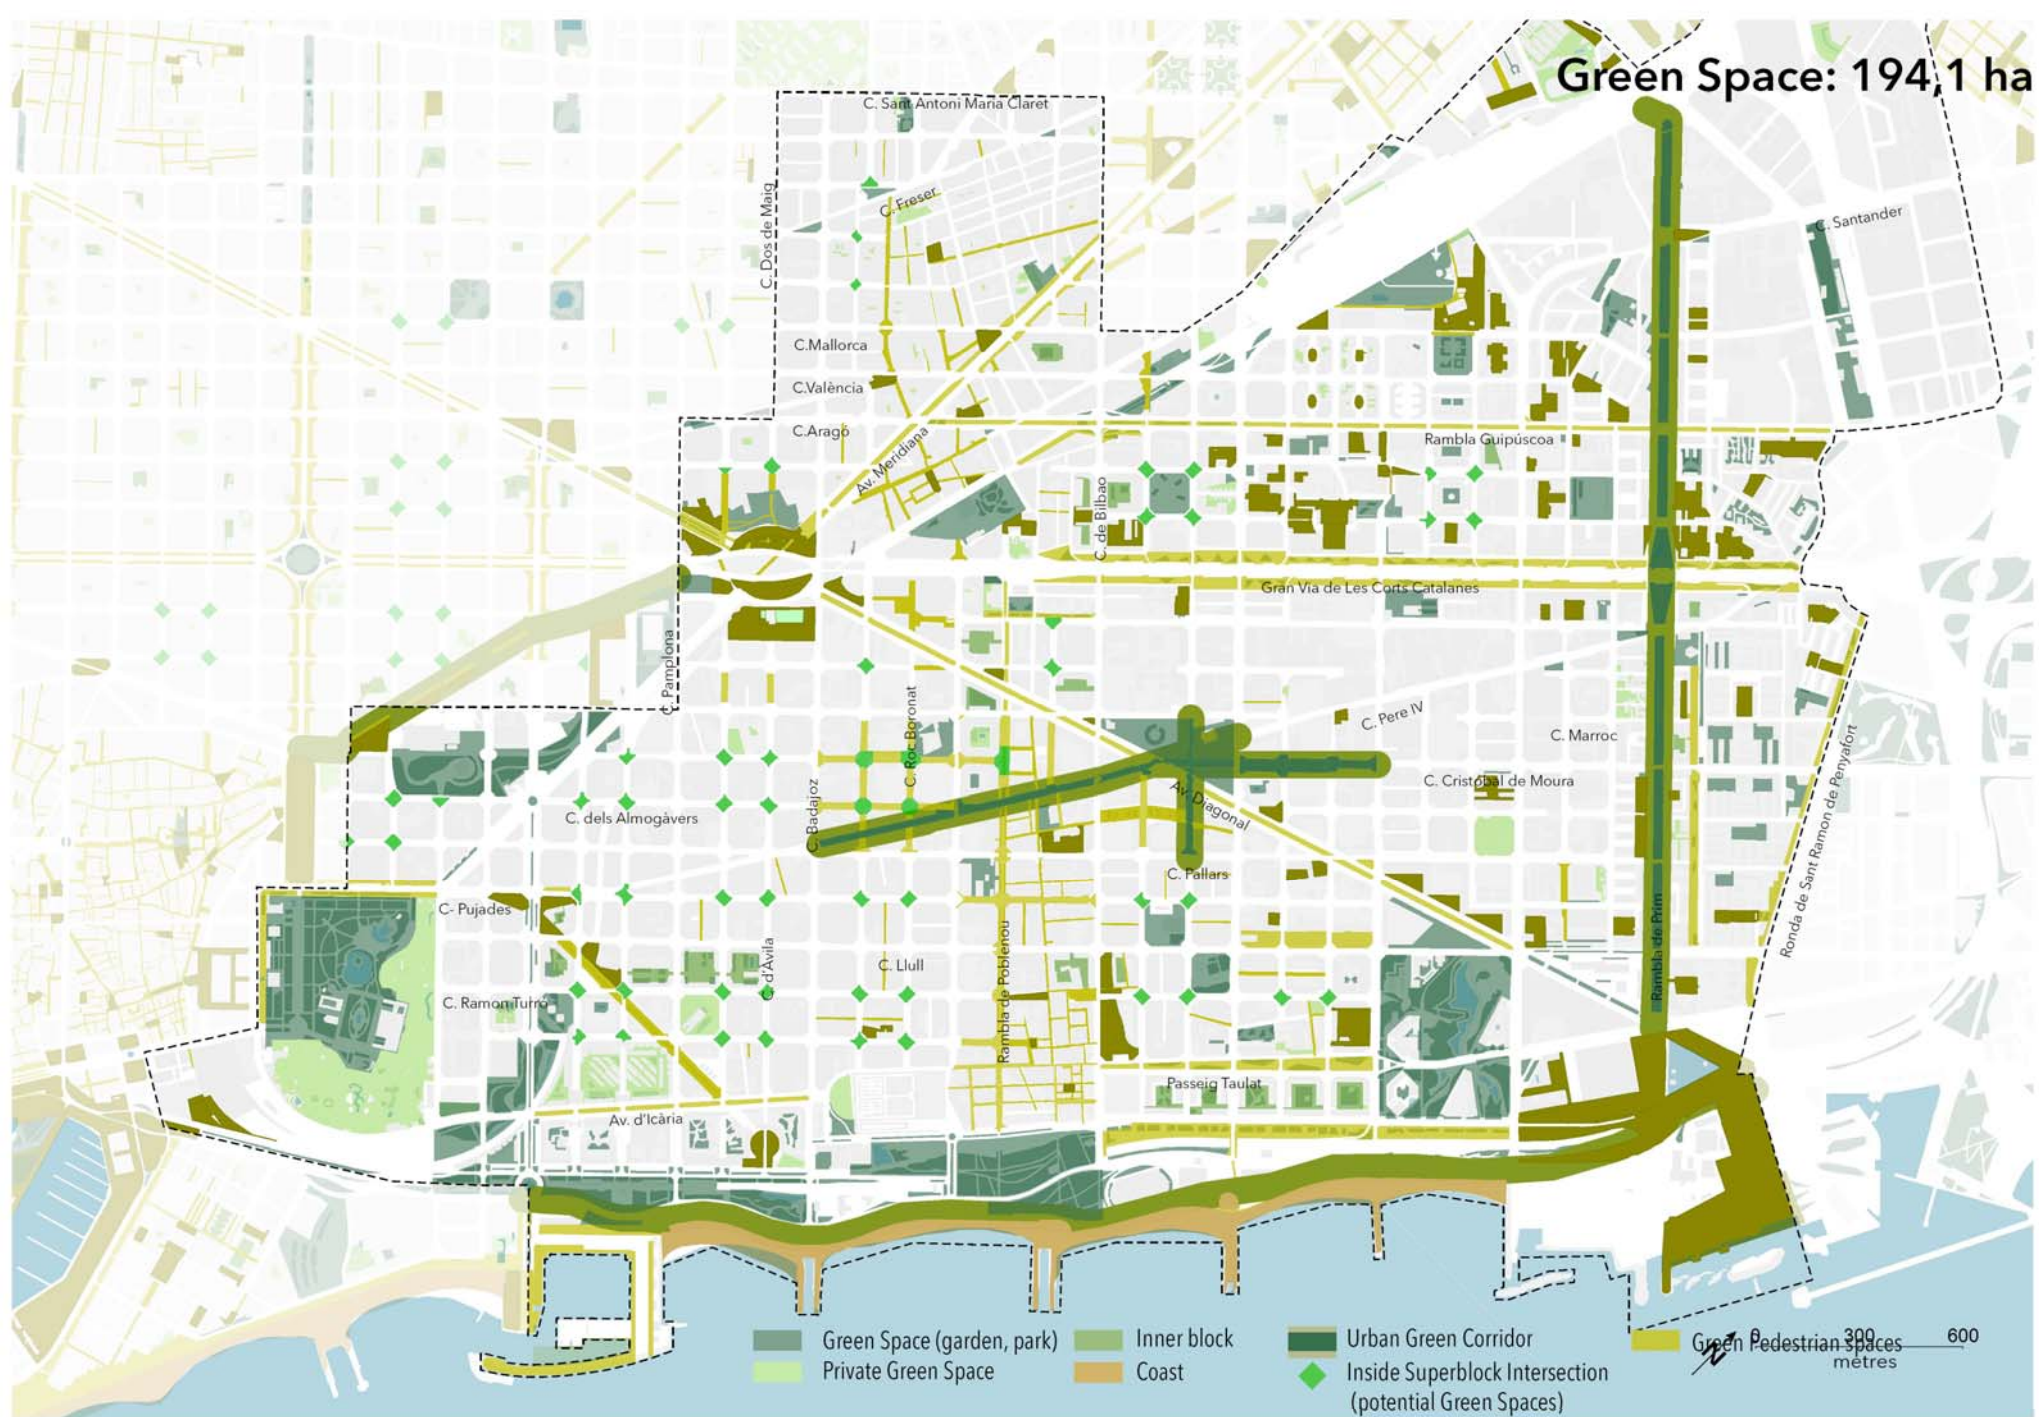 Green Space: 194,1 ha
C. Sant Antoni Maria Claret
C. Dos de Maig
C. Freser
C. Santander
C.Mallorca
C.València
C.Aragó
Av. Meridiana
Rambla Guipúscoa
C. de Bilbao
Gran Via de Les Corts Catalanes
C. Pamplona
C. Roc Boronat
C. Pere IV
C. Marroc
C. Badajoz
C. Cristobal de Moura
Av. Diagonal
C. dels Almogàvers
Ronda de Sant Ramon de Penyafort
C. Pallars
C- Pujades
C. d'Àvila
C. Llull
Rambla de Poblenou
Rambla de Prim
C. Ramon Turró
Passeig Taulat
Av. d'Icària
Green Space (garden, park)
Private Green Space
Inner block
Coast
Urban Green Corridor
Inside Superblock Intersection
(potential Green Spaces)
Green Pedestrian spaces
N
0 300 600
metres